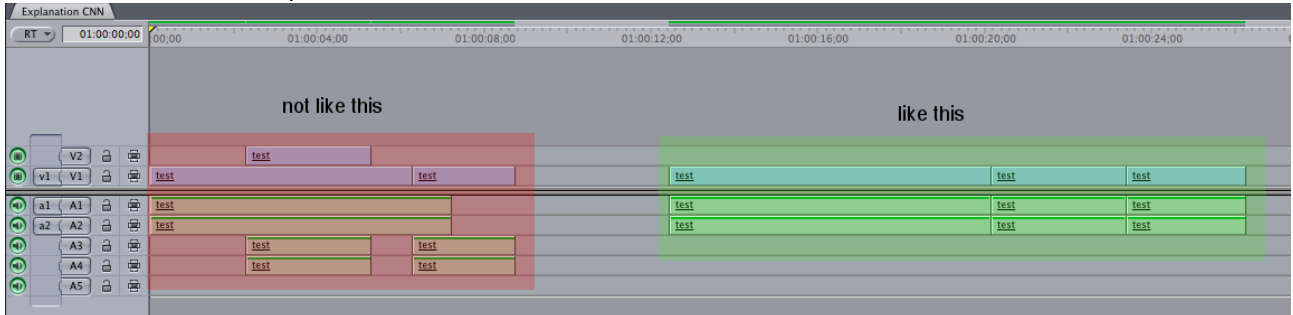 Explanation CNN
RT 01:00:00;00 :00;00 01:00:04;00 01:00:08;00 01:00:12;00 01:00:16;00 01:00:20;00 01:00:24;00
not like this
like this
V2 test
v1 V1 test test test test test
a1 A1 test test test test
a2 A2 test test test test
A3 test test
A4 test test
A5